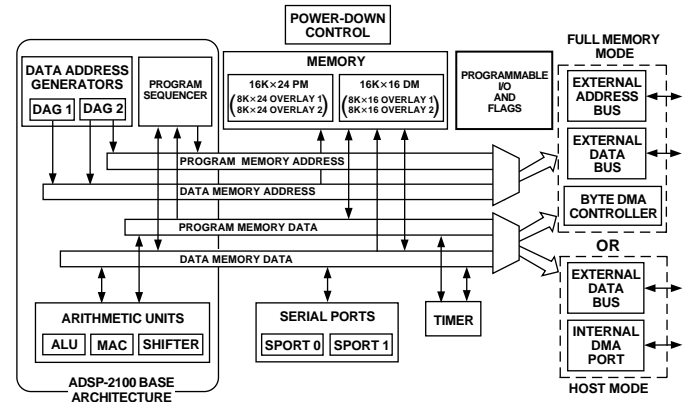 POWER-DOWN
CONTROL
FULL MEMORY
MODE
DATA ADDRESS
GENERATORS
DAG 1
DAG 2
PROGRAM
SEQUENCER
MEMORY
16K×24 PM
(8K×24 OVERLAY 1
8K×24 OVERLAY 2)
16K×16 DM
(8K×16 OVERLAY 1
8K×16 OVERLAY 2)
PROGRAMMABLE
I/O
AND
FLAGS
EXTERNAL
ADDRESS
BUS
EXTERNAL
DATA
BUS
BYTE DMA
CONTROLLER
PROGRAM MEMORY ADDRESS
DATA MEMORY ADDRESS
PROGRAM MEMORY DATA
DATA MEMORY DATA
OR
ARITHMETIC UNITS
ALU
MAC
SHIFTER
SERIAL PORTS
SPORT 0
SPORT 1
TIMER
EXTERNAL
DATA
BUS
INTERNAL
DMA
PORT
ADSP-2100 BASE
ARCHITECTURE
HOST MODE